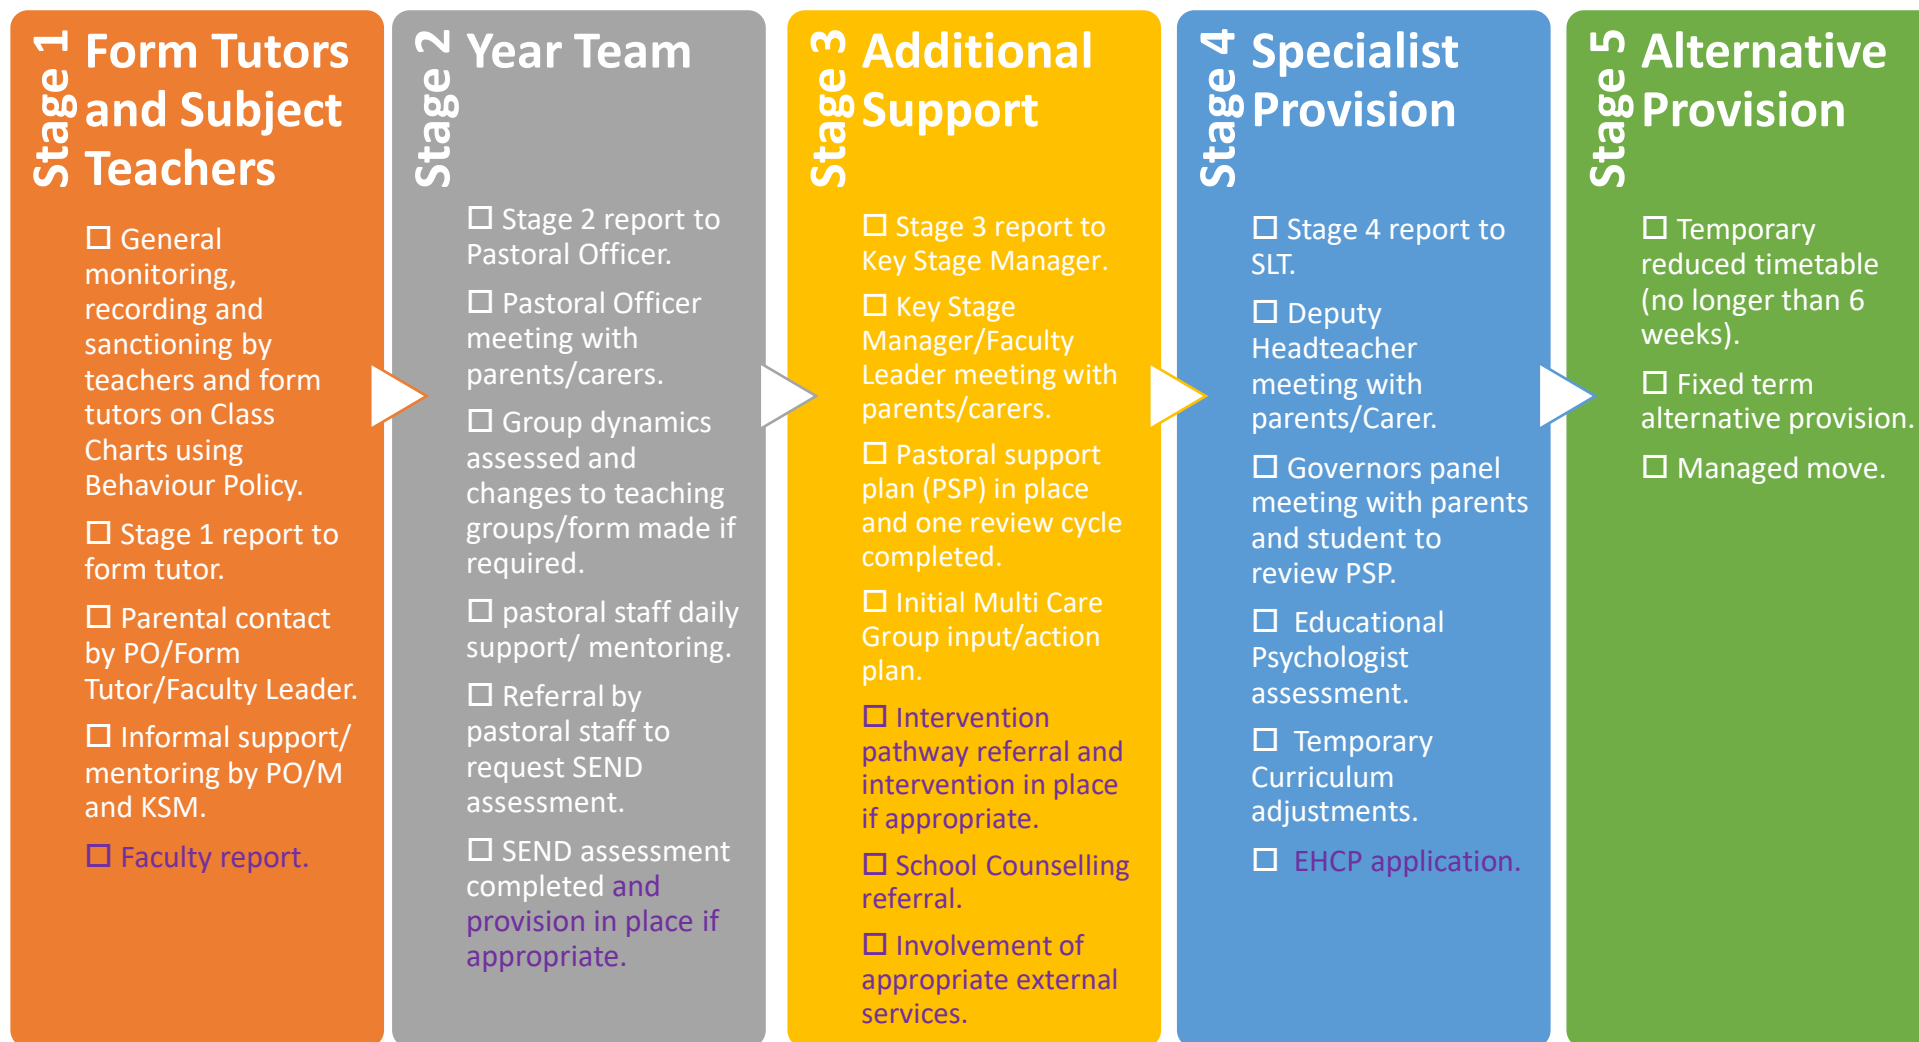 Stage 1
Form Tutors
and Subject
Teachers
☐ General
monitoring,
recording and
sanctioning by
teachers and form
tutors on Class
Charts using
Behaviour Policy.
☐ Stage 1 report to
form tutor.
☐ Parental contact
by PO/Form
Tutor/Faculty Leader.
☐ Informal support/
mentoring by PO/M
and KSM.
☐ Faculty report.
Stage 2
Year Team
☐ Stage 2 report to
Pastoral Officer.
☐ Pastoral Officer
meeting with
parents/carers.
☐ Group dynamics
assessed and
changes to teaching
groups/form made if
required.
☐ pastoral staff daily
support/ mentoring.
☐ Referral by
pastoral staff to
request SEND
assessment.
☐ SEND assessment
completed and
provision in place if
appropriate.
Stage 3
Additional
Support
☐ Stage 3 report to
Key Stage Manager.
☐ Key Stage
Manager/Faculty
Leader meeting with
parents/carers.
☐ Pastoral support
plan (PSP) in place
and one review cycle
completed.
☐ Initial Multi Care
Group input/action
plan.
☐ Intervention
pathway referral and
intervention in place
if appropriate.
☐ School Counselling
referral.
☐ Involvement of
appropriate external
services.
Stage 4
Specialist
Provision
☐ Stage 4 report to
SLT.
☐ Deputy
Headteacher
meeting with
parents/Carer.
☐ Governors panel
meeting with parents
and student to
review PSP.
☐ Educational
Psychologist
assessment.
☐ Temporary
Curriculum
adjustments.
☐ EHCP application.
Stage 5
Alternative
Provision
☐ Temporary
reduced timetable
(no longer than 6
weeks).
☐ Fixed term
alternative provision.
☐ Managed move.